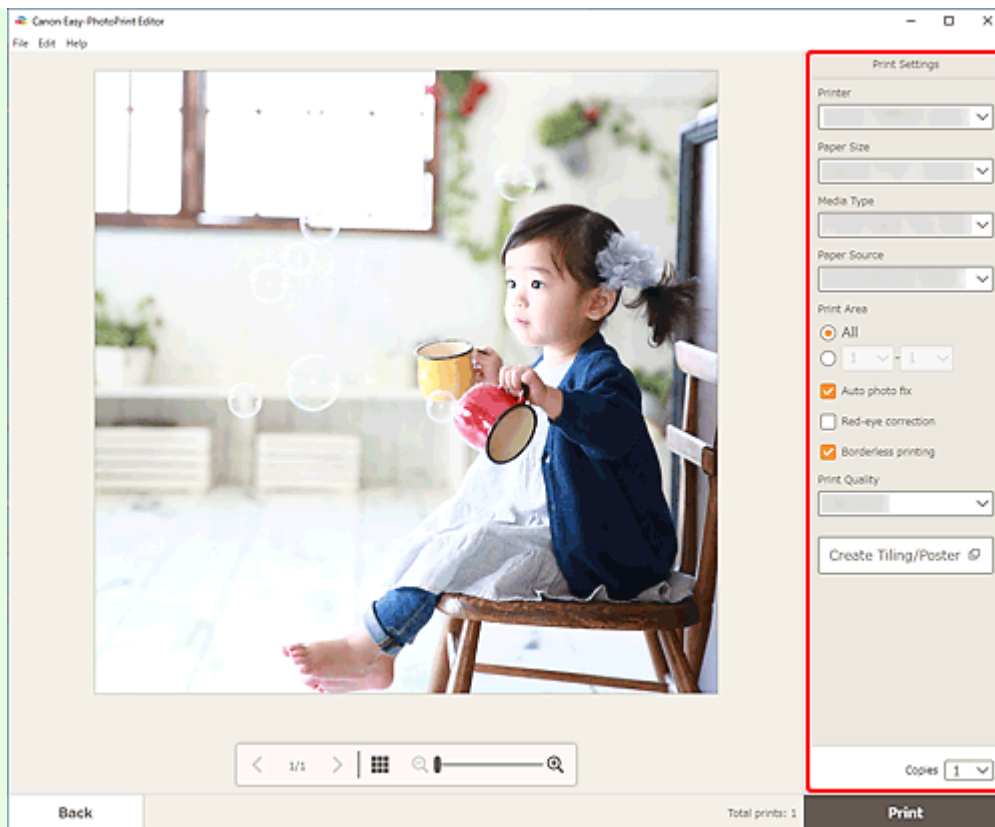 Canon Easy-PhotoPrint Editor
File Edit Help
Print Settings
Printer
Paper Size
Media Type
Paper Source
Print Area
All
1 - 1
Auto photo fix
Red-eye correction
Borderless printing
Print Quality
Create Tiling/Poster
1/1
Copies 1
Back
Total prints: 1
Print